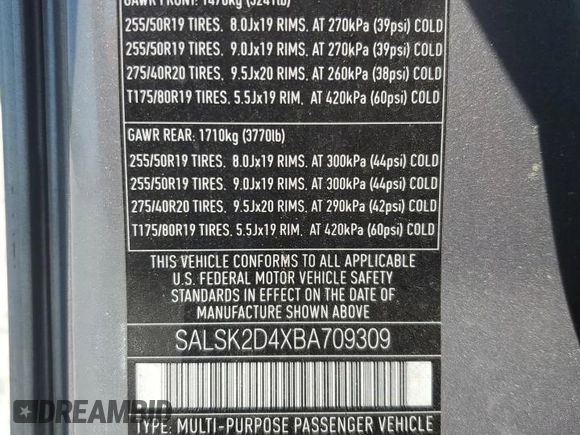 GAWR FRONT: 1470kg (3241lb)
255/50R19 TIRES, 8.0Jx19 RIMS, AT 270kPa (39psi) COLD
255/50R19 TIRES, 9.0Jx19 RIMS, AT 270kPa (39psi) COLD
275/40R20 TIRES, 9.5Jx20 RIMS, AT 260kPa (38psi) COLD
T175/80R19 TIRES, 5.5Jx19 RIM, AT 420kPa (60psi) COLD
GAWR REAR: 1710kg (3770lb)
255/50R19 TIRES, 8.0Jx19 RIMS, AT 300kPa (44psi) COLD
255/50R19 TIRES, 9.0Jx19 RIMS, AT 300kPa (44psi) COLD
275/40R20 TIRES, 9.5Jx20 RIMS, AT 290kPa (42psi) COLD
T175/80R19 TIRES, 5.5Jx19 RIM, AT 420kPa (60psi) COLD
THIS VEHICLE CONFORMS TO ALL APPLICABLE
U.S. FEDERAL MOTOR VEHICLE SAFETY
STANDARDS IN EFFECT ON THE DATE OF
MANUFACTURE SHOWN ABOVE
SALSK2D4XBA709309
DREAMBID
TYPE: MULTI-PURPOSE PASSENGER VEHICLE